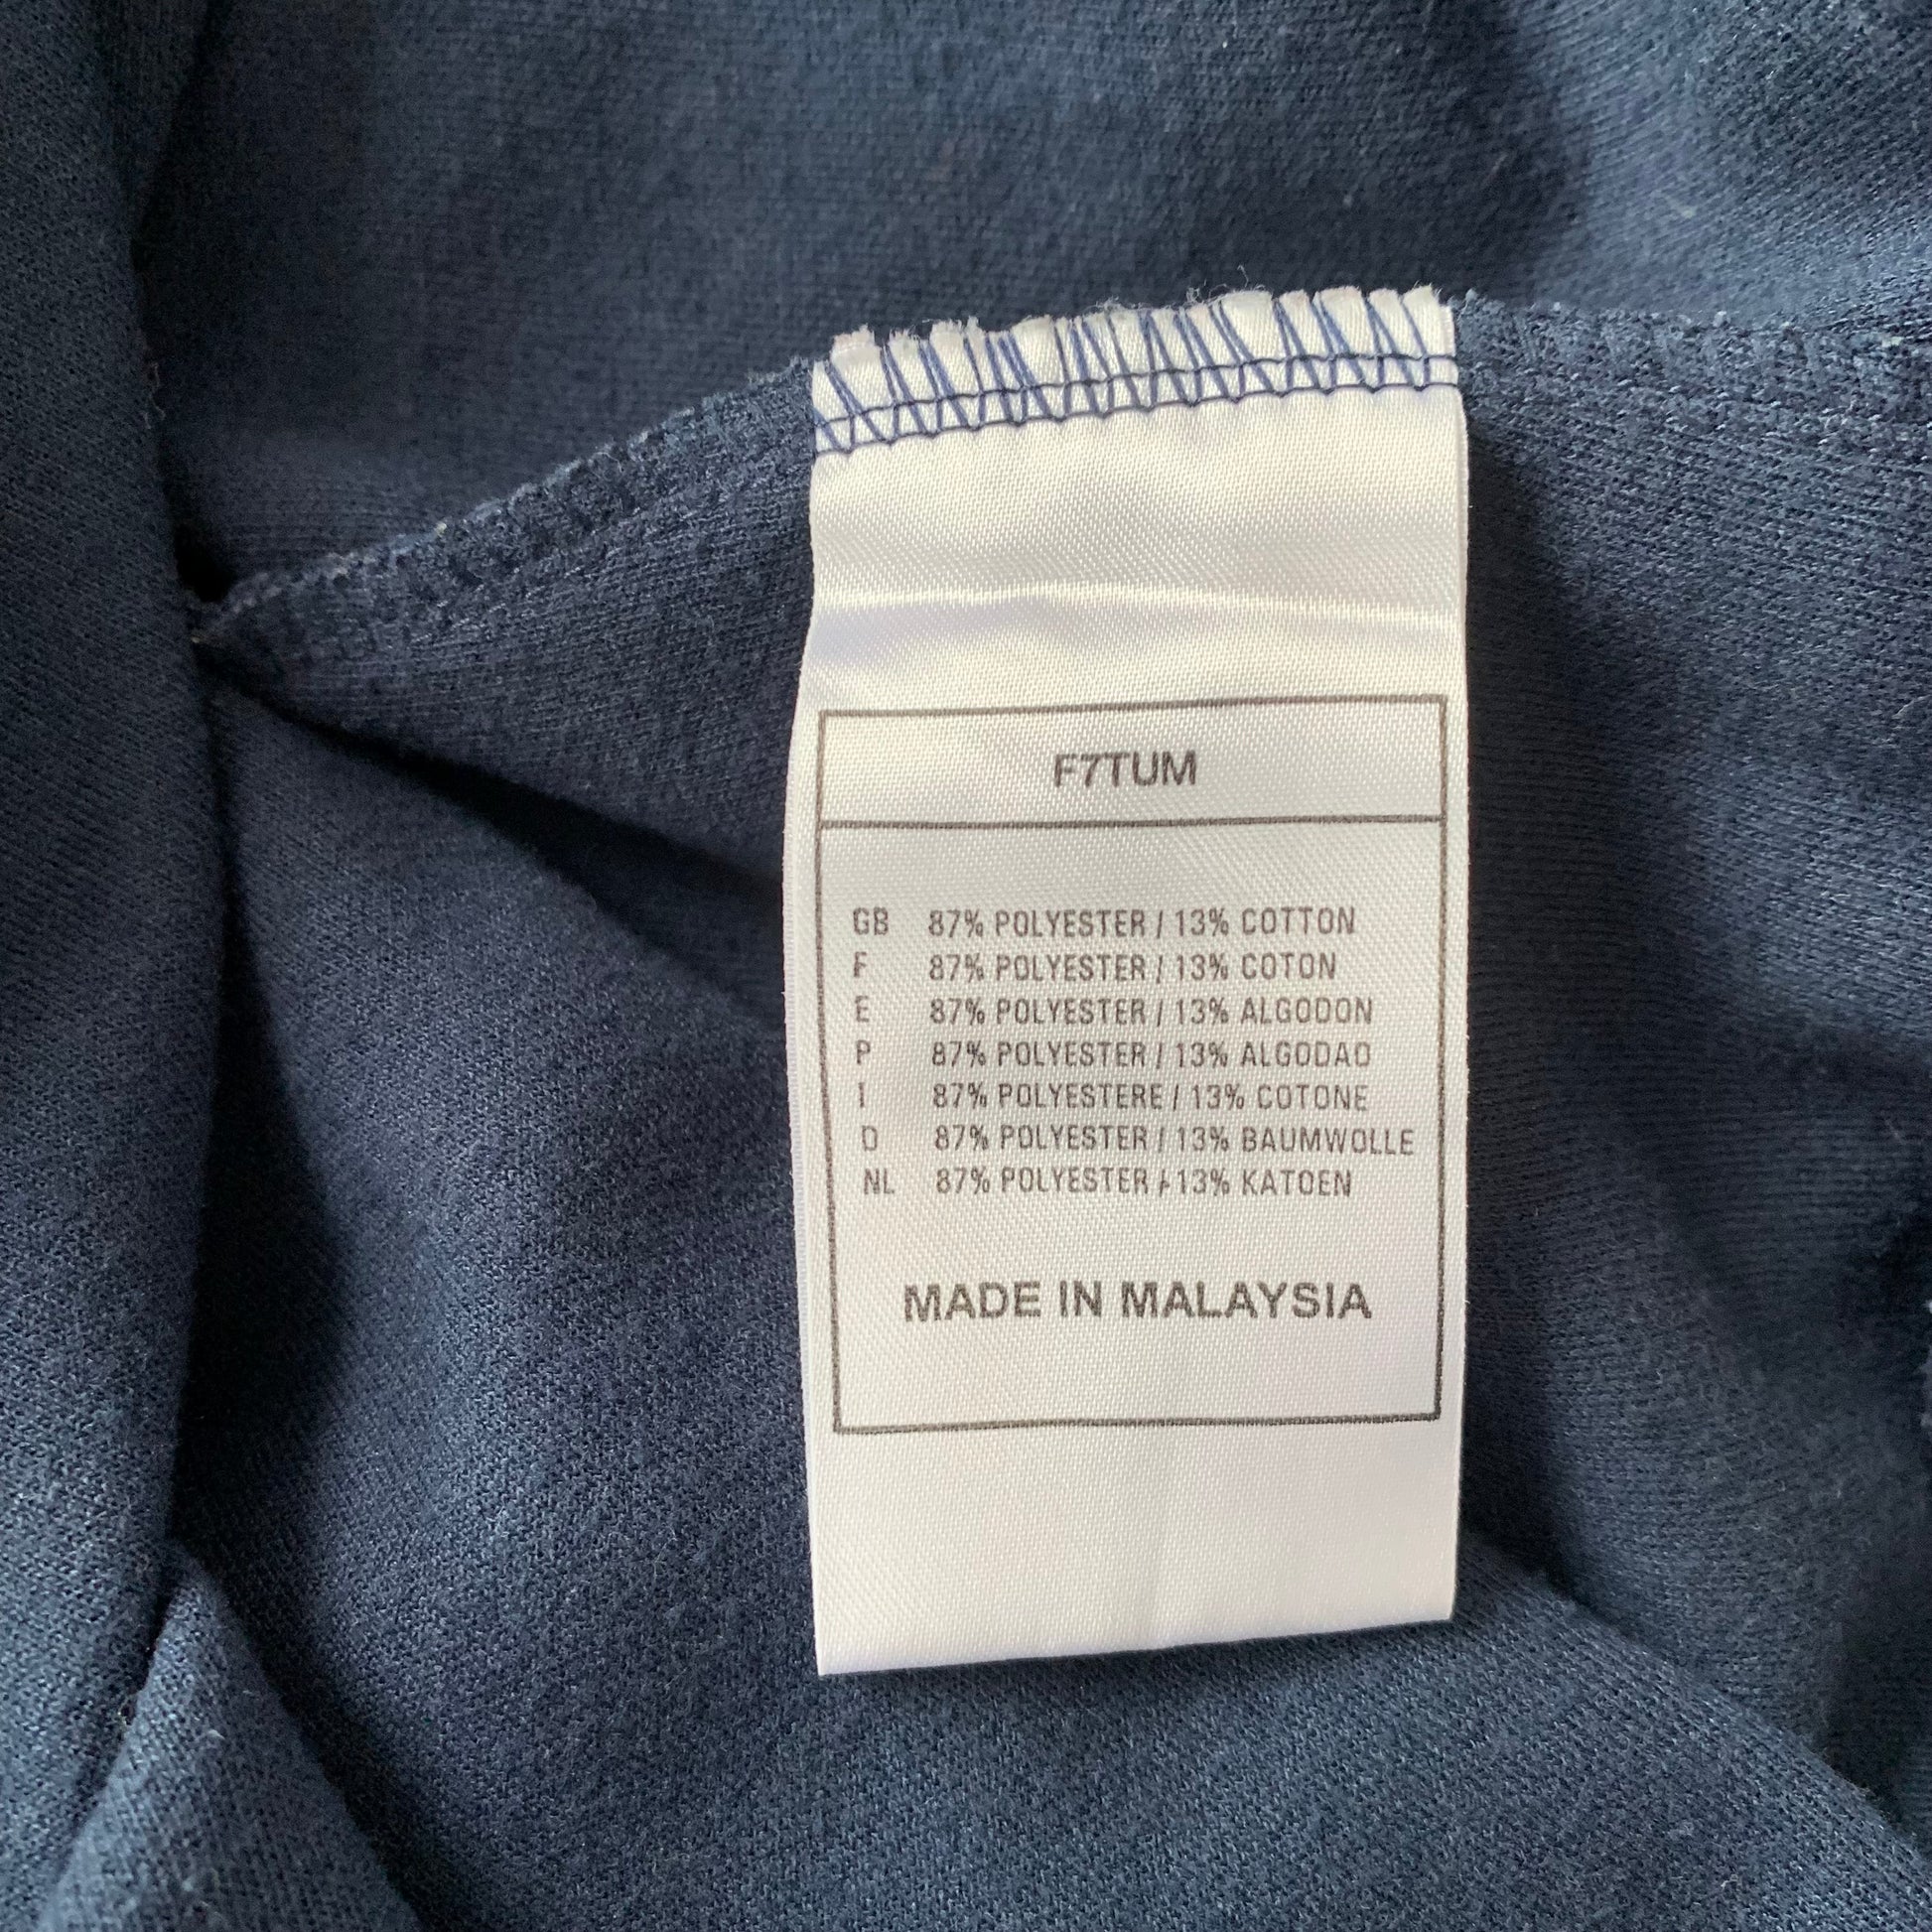 F7TUM
GB 87% POLYESTER / 13% COTTON
F 87% POLYESTER / 13% COTON
E 87% POLYESTER / 13% ALGODON
P 87% POLYESTER / 13% ALGODAO
I 87% POLYESTERE / 13% COTONE
D 87% POLYESTER / 13% BAUMWOLLE
NL 87% POLYESTER / 13% KATOEN
MADE IN MALAYSIA